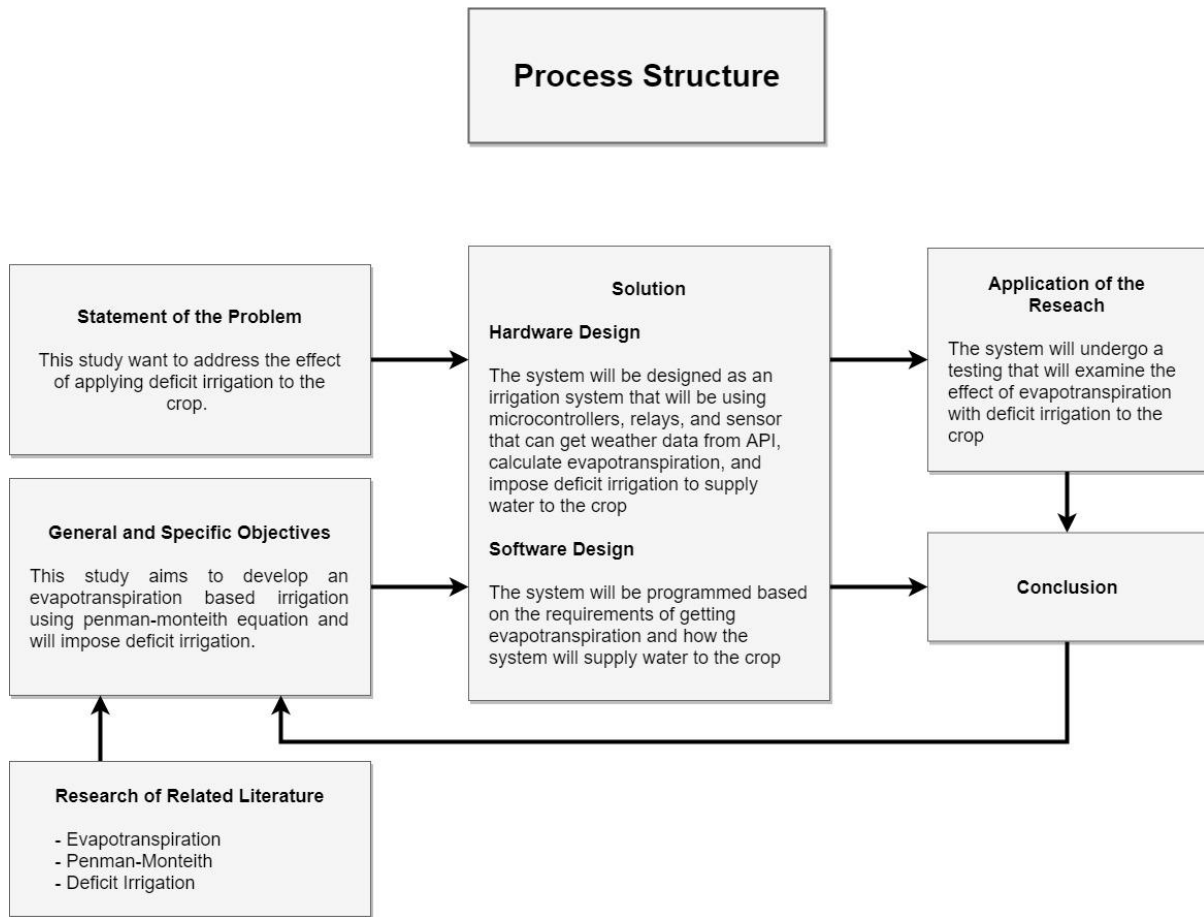 Process Structure
Statement of the Problem
This study want to address the effect
of applying deficit irrigation to the
crop.
General and Specific Objectives
This study aims to develop an
evapotranspiration based irrigation
using penman-monteith equation and
will impose deficit irrigation.
Research of Related Literature
- Evapotranspiration
- Penman-Monteith
- Deficit Irrigation
Solution
Hardware Design
The system will be designed as an
irrigation system that will be using
microcontrollers, relays, and sensor
that can get weather data from API,
calculate evapotranspiration, and
impose deficit irrigation to supply
water to the crop
Software Design
The system will be programmed based
on the requirements of getting
evapotranspiration and how the
system will supply water to the crop
Application of the
Reseach
The system will undergo a
testing that will examine the
effect of evapotranspiration
with deficit irrigation to the
crop
Conclusion